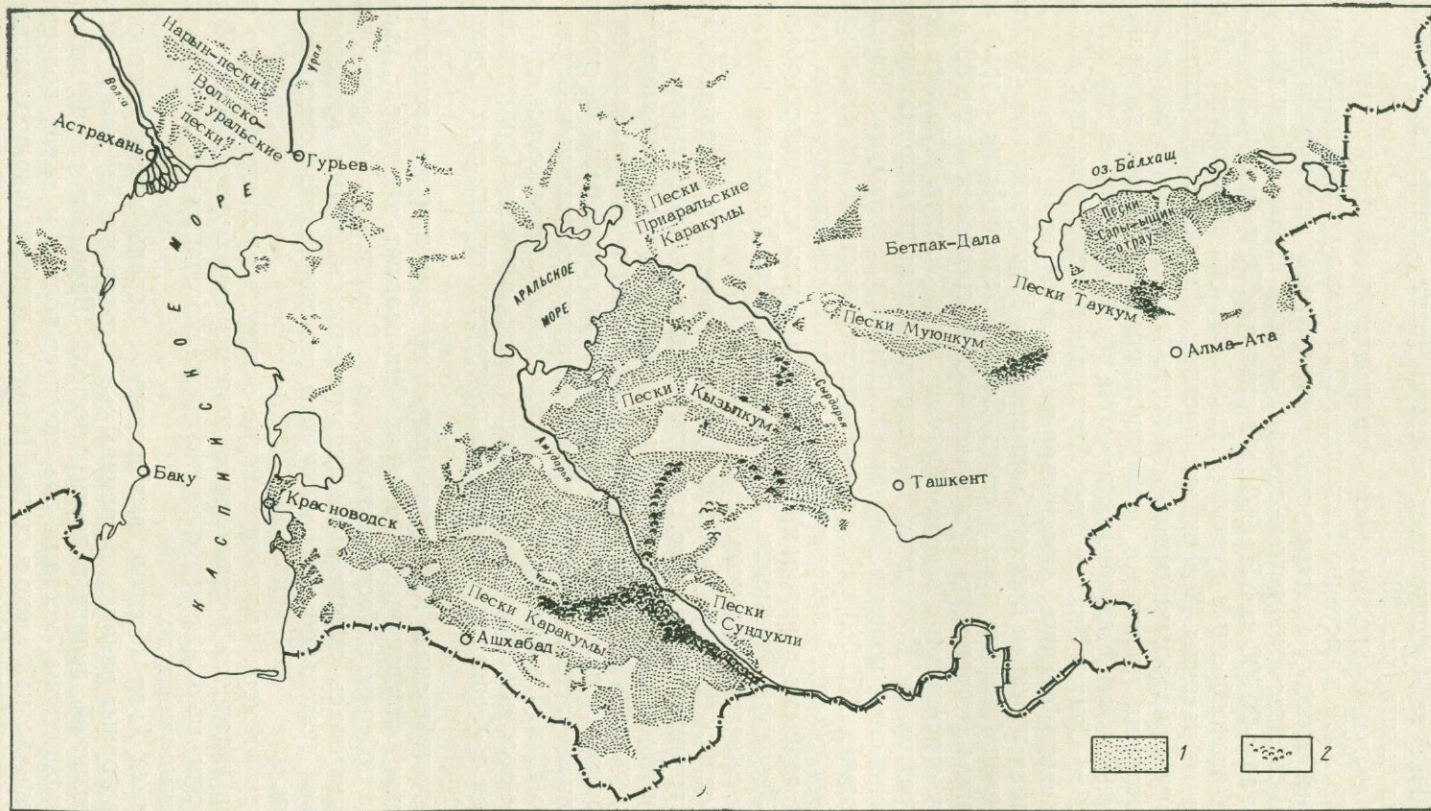 Нарын-пески
Волжско-
уральские
пески
Волга
Урал
Астрахань
Гурьев
КАСПИЙСКОЕ МОРЕ
Баку
Красноводск
АРАЛЬСКОЕ
МОРЕ
Пески
Приаральские
Каракумы
Бетпак-Дала
оз. Балхаш
Пески
Сары-ышик
отрау
Пески Таукум
Пески Муюнкум
Алма-Ата
Пески Кызылкум
Сырдарья
Амударья
Ташкент
Пески
Сундукли
Пески Каракумы
Ашхабад
1
2